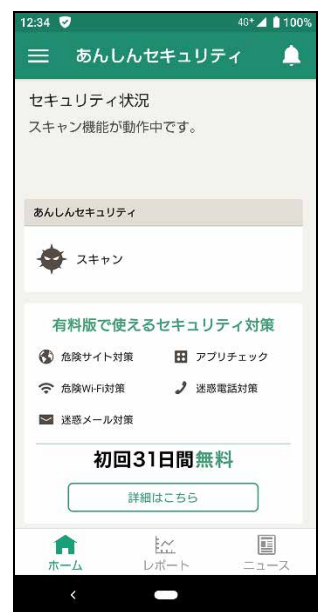 12:34 4G+ 100%
あんしんセキュリティ
セキュリティ状況
スキャン機能が動作中です。
あんしんセキュリティ
スキャン
有料版で使えるセキュリティ対策
危険サイト対策 アプリチェック
危険Wi-Fi対策 迷惑電話対策
迷惑メール対策
初回31日間無料
詳細はこちら
ホーム レポート ニュース